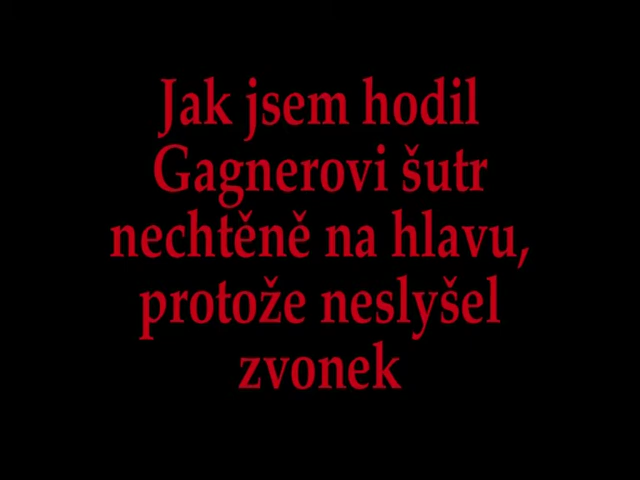 Jak jsem hodil
Gagnerovi šutr
nechtěně na hlavu,
protože neslyšel
zvonek